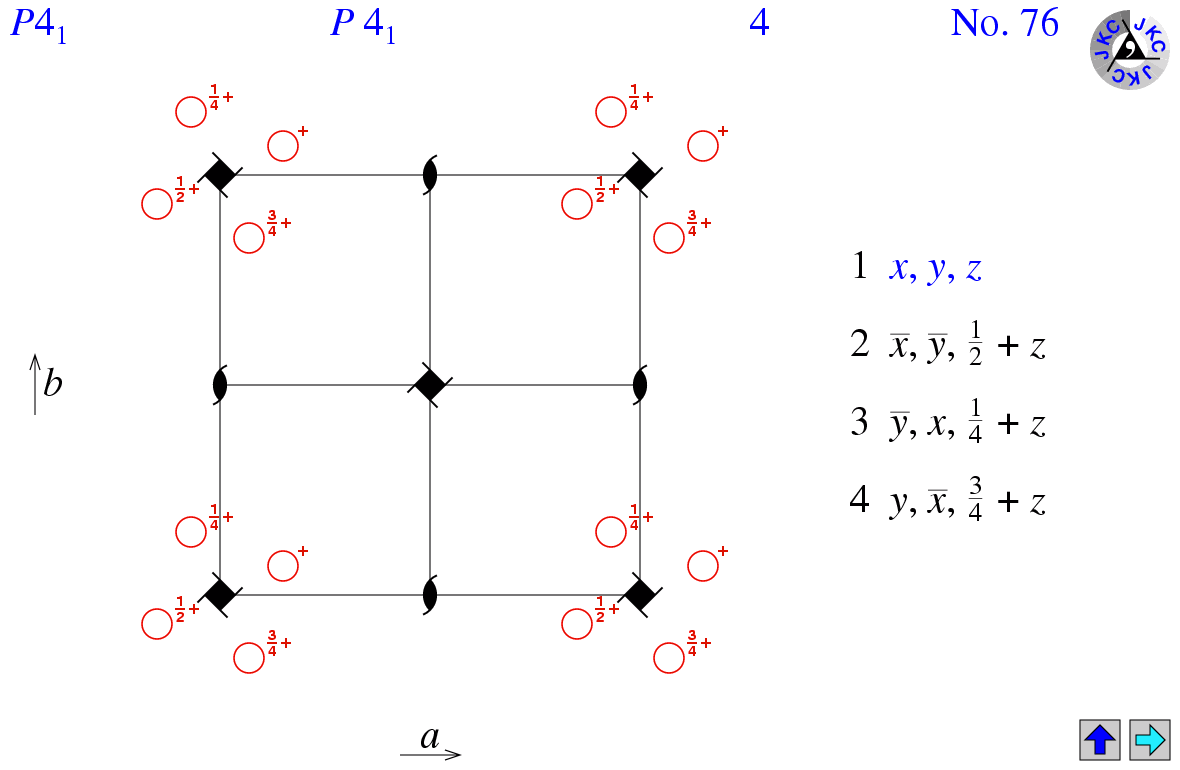 P4₁ P 4₁ 4 No. 76
JKC JKC JKC
1/4+ 1/4+
+ +
1/2+ 1/2+
3/4+ 3/4+
1 x, y, z
2 x̅, y̅, 1/2 + z
b
3 y̅, x, 1/4 + z
4 y, x̅, 3/4 + z
1/4+ 1/4+
+ +
1/2+ 1/2+
3/4+ 3/4+
a